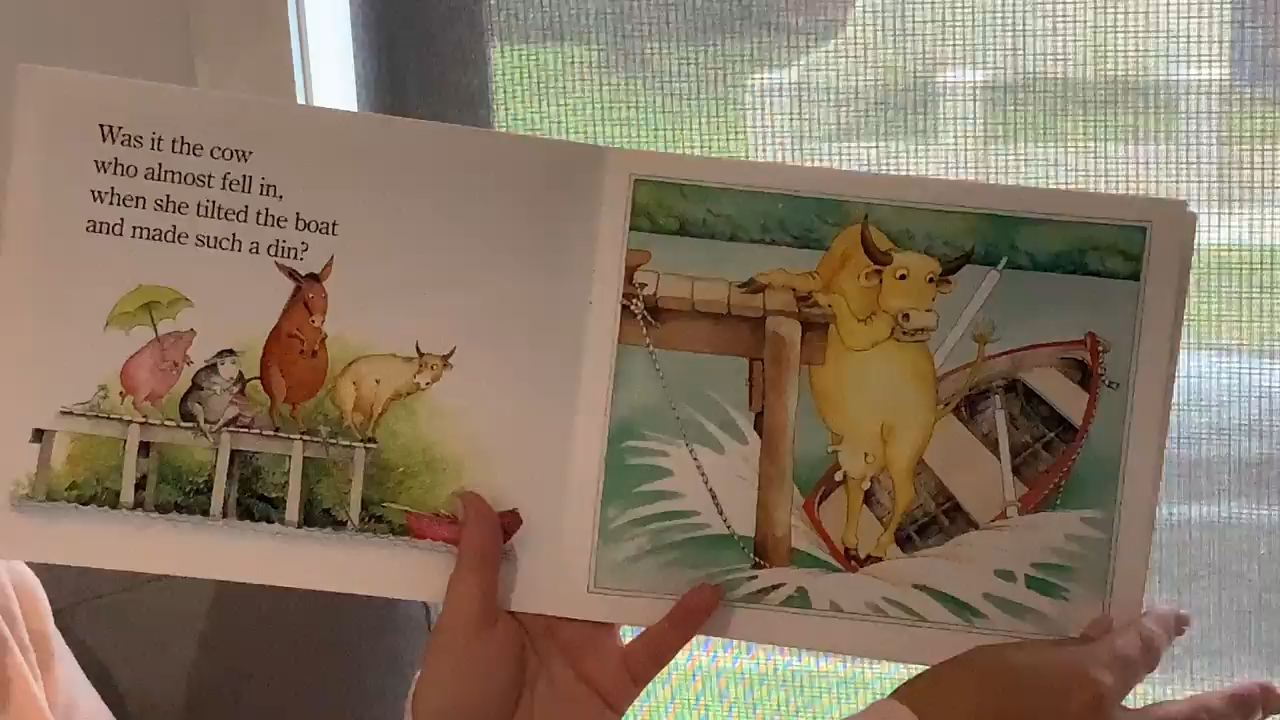 Was it the cow
who almost fell in,
when she tilted the boat
and made such a din?